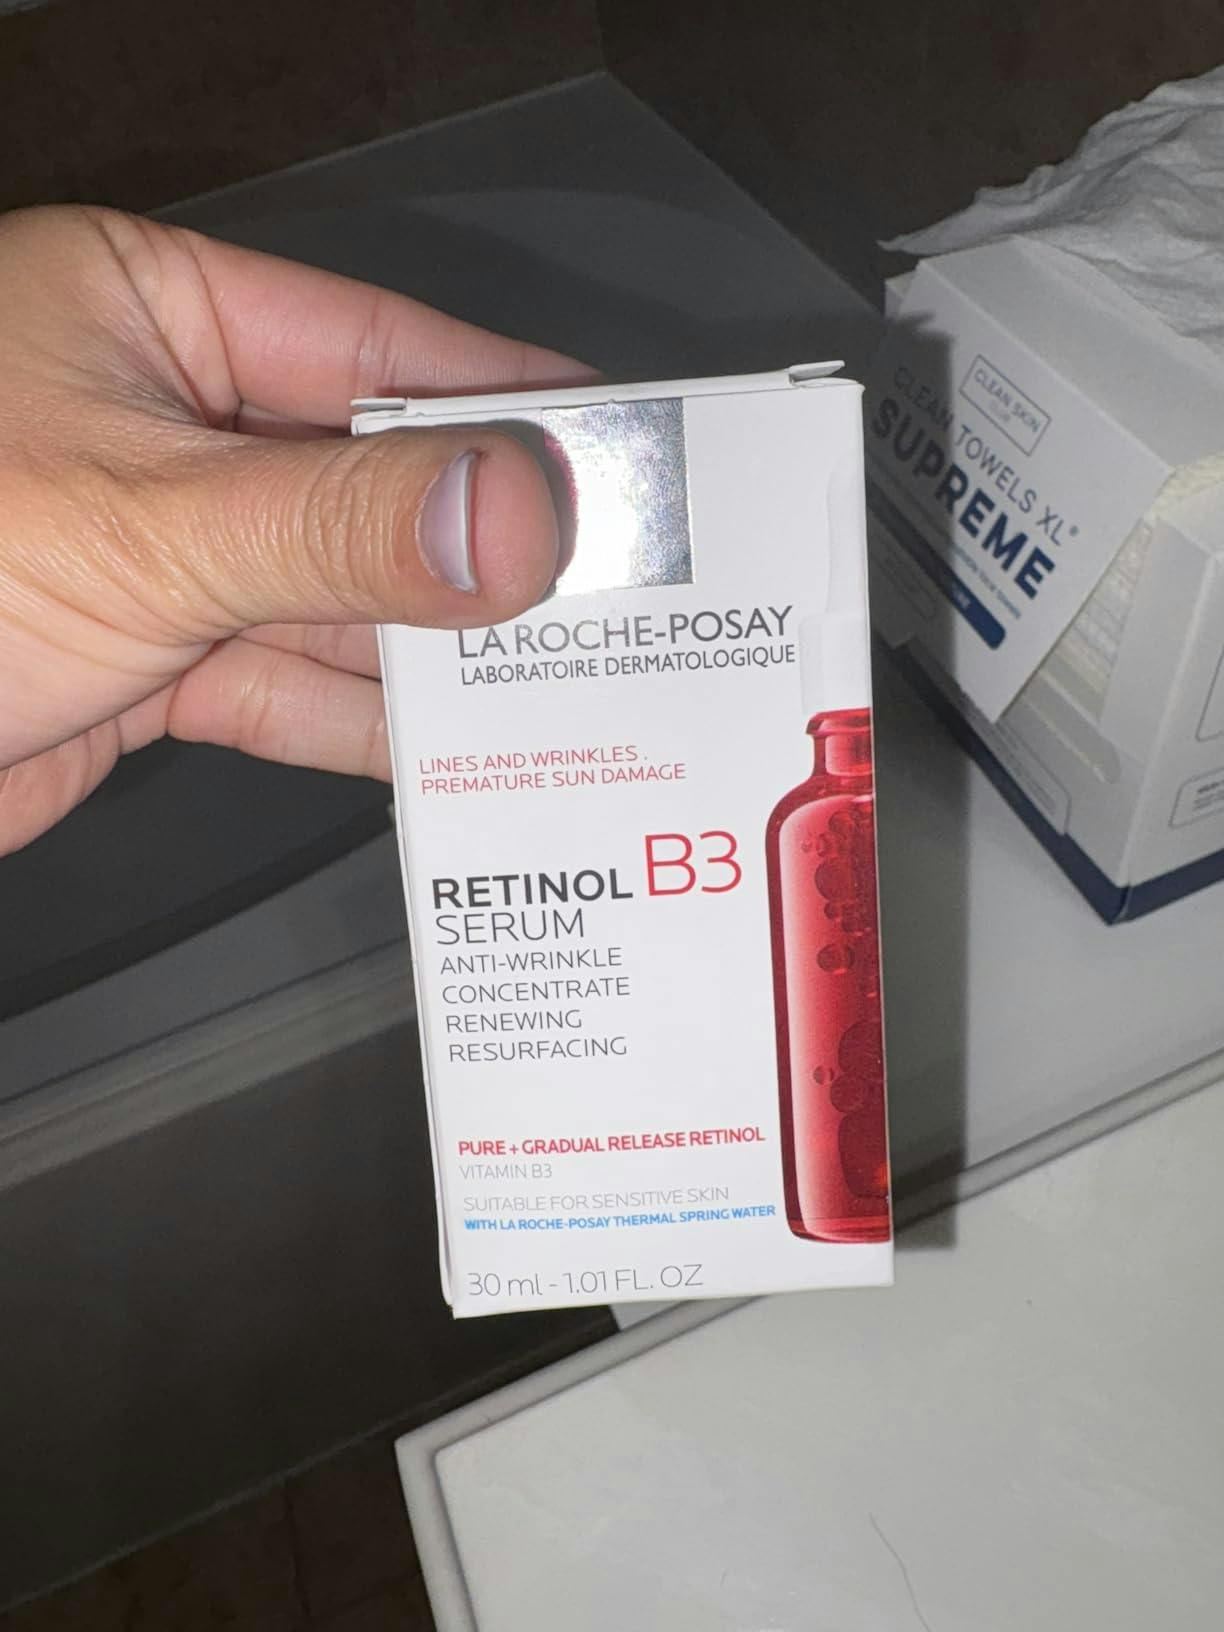 LA ROCHE-POSAY
LABORATOIRE DERMATOLOGIQUE
LINES AND WRINKLES .
PREMATURE SUN DAMAGE
RETINOL B3
SERUM
ANTI-WRINKLE
CONCENTRATE
RENEWING
RESURFACING
PURE + GRADUAL RELEASE RETINOL
VITAMIN B3
SUITABLE FOR SENSITIVE SKIN
WITH LA ROCHE-POSAY THERMAL SPRING WATER
30 ml - 1.01 FL. OZ
CLEAN SKIN
CLUB
CLEAN TOWELS XL®
SUPREME